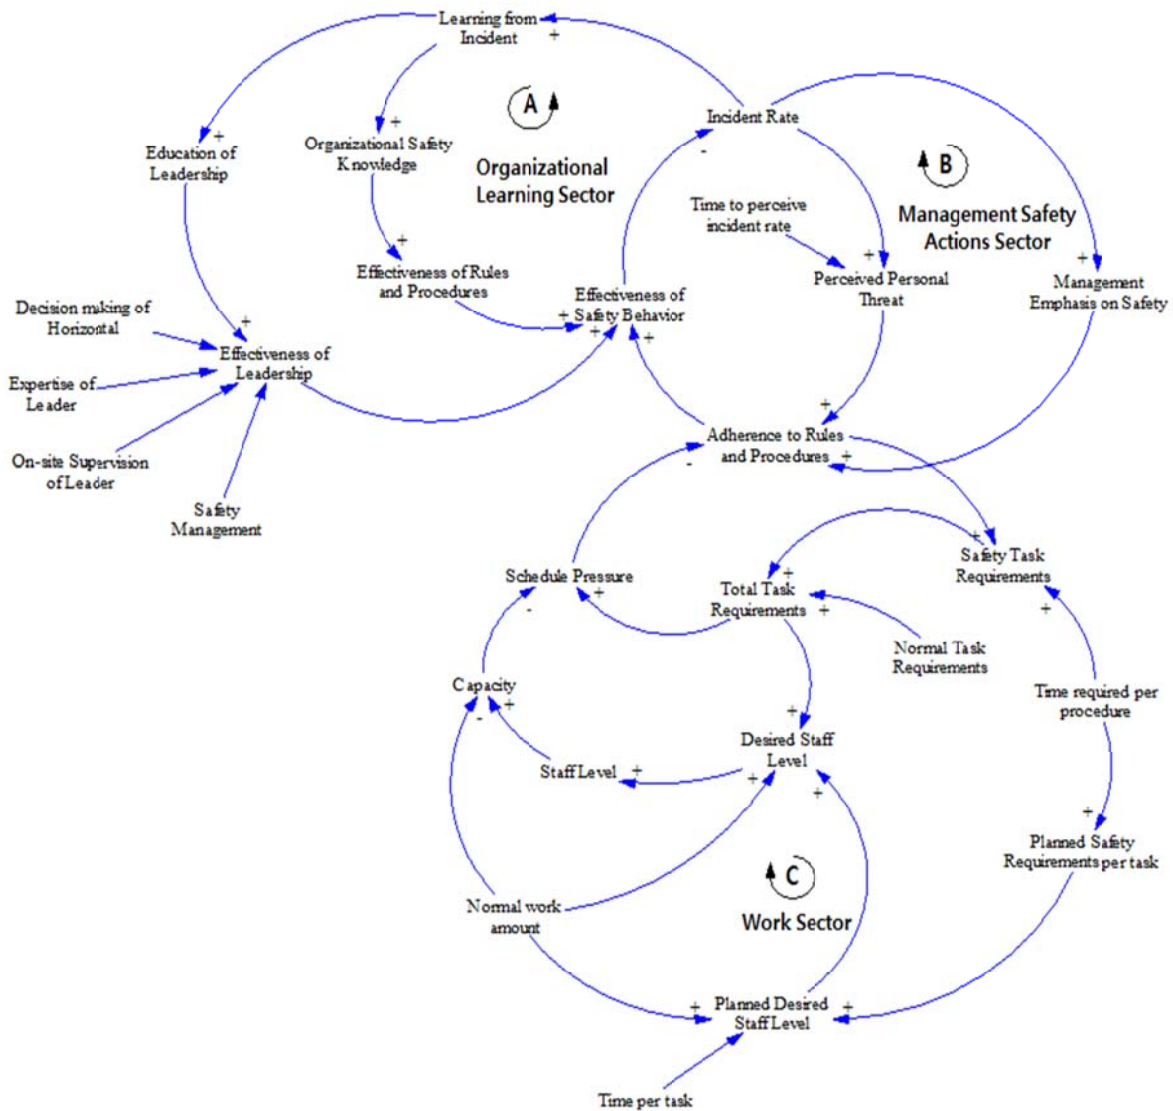 Learning from
Incident
+
A
Incident Rate
B
Education of
Leadership
+
Organizational Safety
Knowledge
+
Organizational
Learning Sector
-
Time to perceive
incident rate
Management Safety
Actions Sector
Effectiveness of Rules
and Procedures
+
Effectiveness of
Safety Behavior
+
+
+
Perceived Personal
Threat
+
Management
Emphasis on Safety
+
Decision making of
Horizontal
Effectiveness of
Leadership
+
Expertise of
Leader
On-site Supervision
of Leader
Safety
Management
Adherence to Rules
and Procedures
+
+
-
Schedule Pressure
+
-
Total Task
Requirements
+
+
Safety Task
Requirements
+
+
Normal Task
Requirements
Capacity
+
-
Time required per
procedure
Staff Level
+
Desired Staff
Level
+
+
+
Planned Safety
Requirements per task
+
C
Work Sector
Normal work
amount
Planned Desired
Staff Level
+
+
Time per task